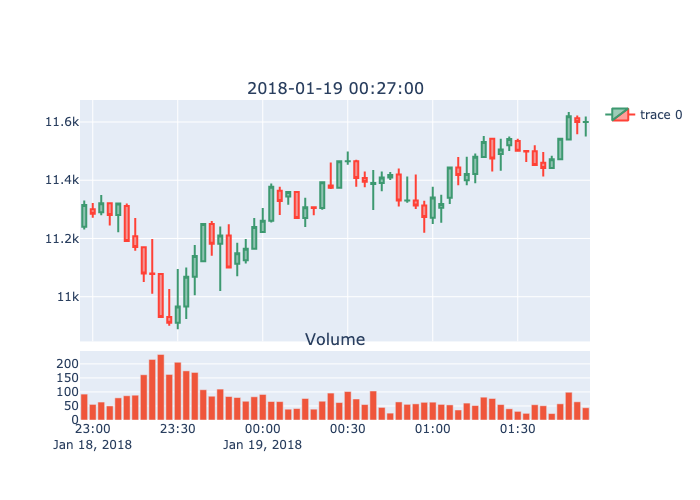 2018-01-19 00:27:00
trace 0
11.6k
11.4k
11.2k
11k
Volume
200
150
100
50
0
23:00 23:30 00:00 00:30 01:00 01:30
Jan 18, 2018 Jan 19, 2018